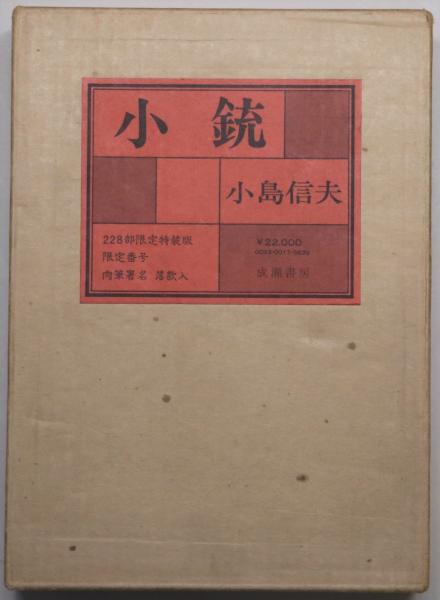 小銃
小島信夫
228部限定特装版
限定番号
肉筆署名 落款入
¥22,000
成瀬書房